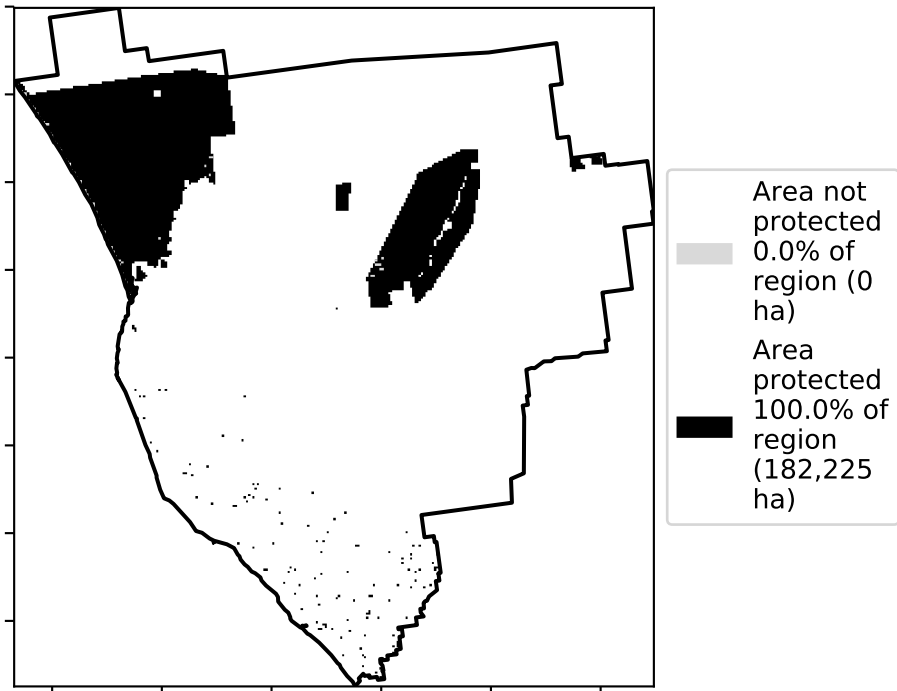 Area not
protected
0.0% of
region (0
ha)
Area
protected
100.0% of
region
(182,225
ha)